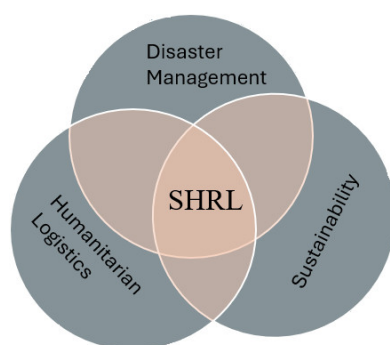 Disaster
Management
SHRL
Humanitarian
Logistics
Sustainability